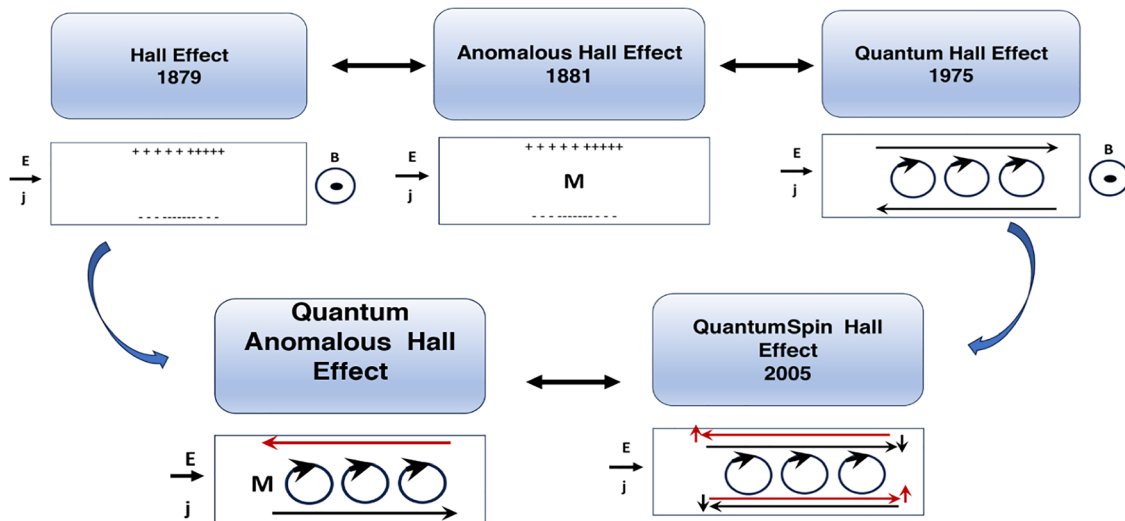 Hall Effect
1879
Anomalous Hall Effect
1881
Quantum Hall Effect
1975
E
j
+ + + + + + +++++
- - - -------- - - -
B
E
j
+ + + + + + +++++
M
- - - -------- - - -
E
j
B
Quantum
Anomalous Hall
Effect
QuantumSpin Hall
Effect
2005
E
j
M
E
j